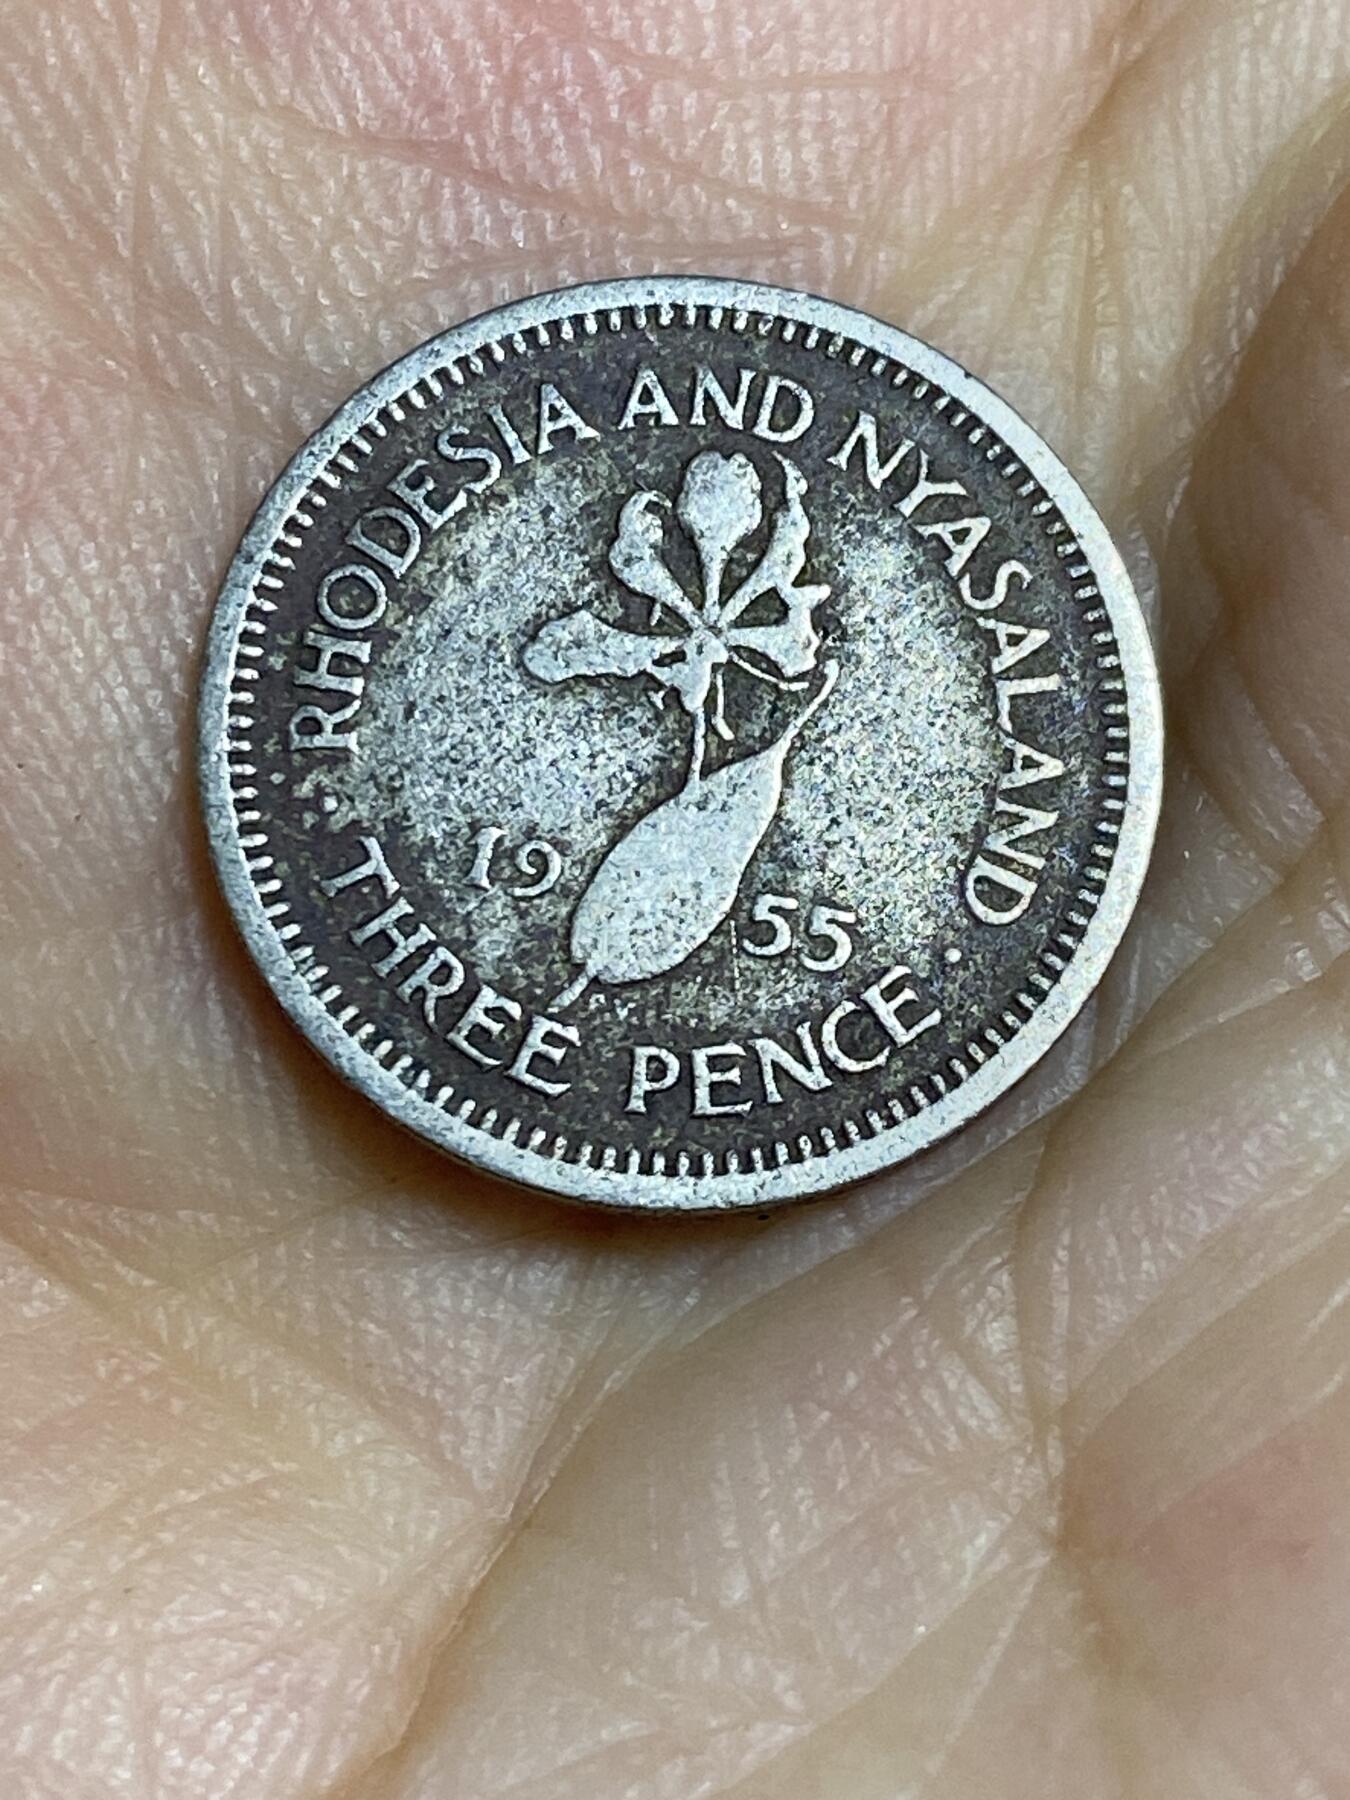 RHODESIA AND NYASALAND
19 55
THREE PENCE